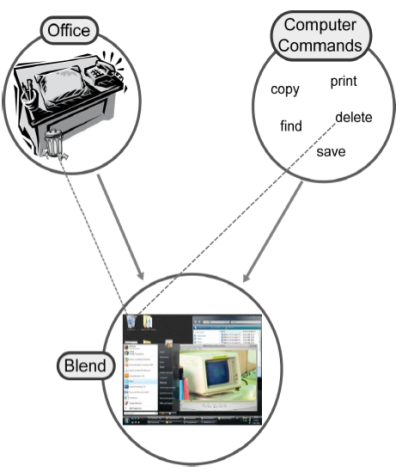 Office
Computer
Commands
copy
print
find
delete
save
Blend